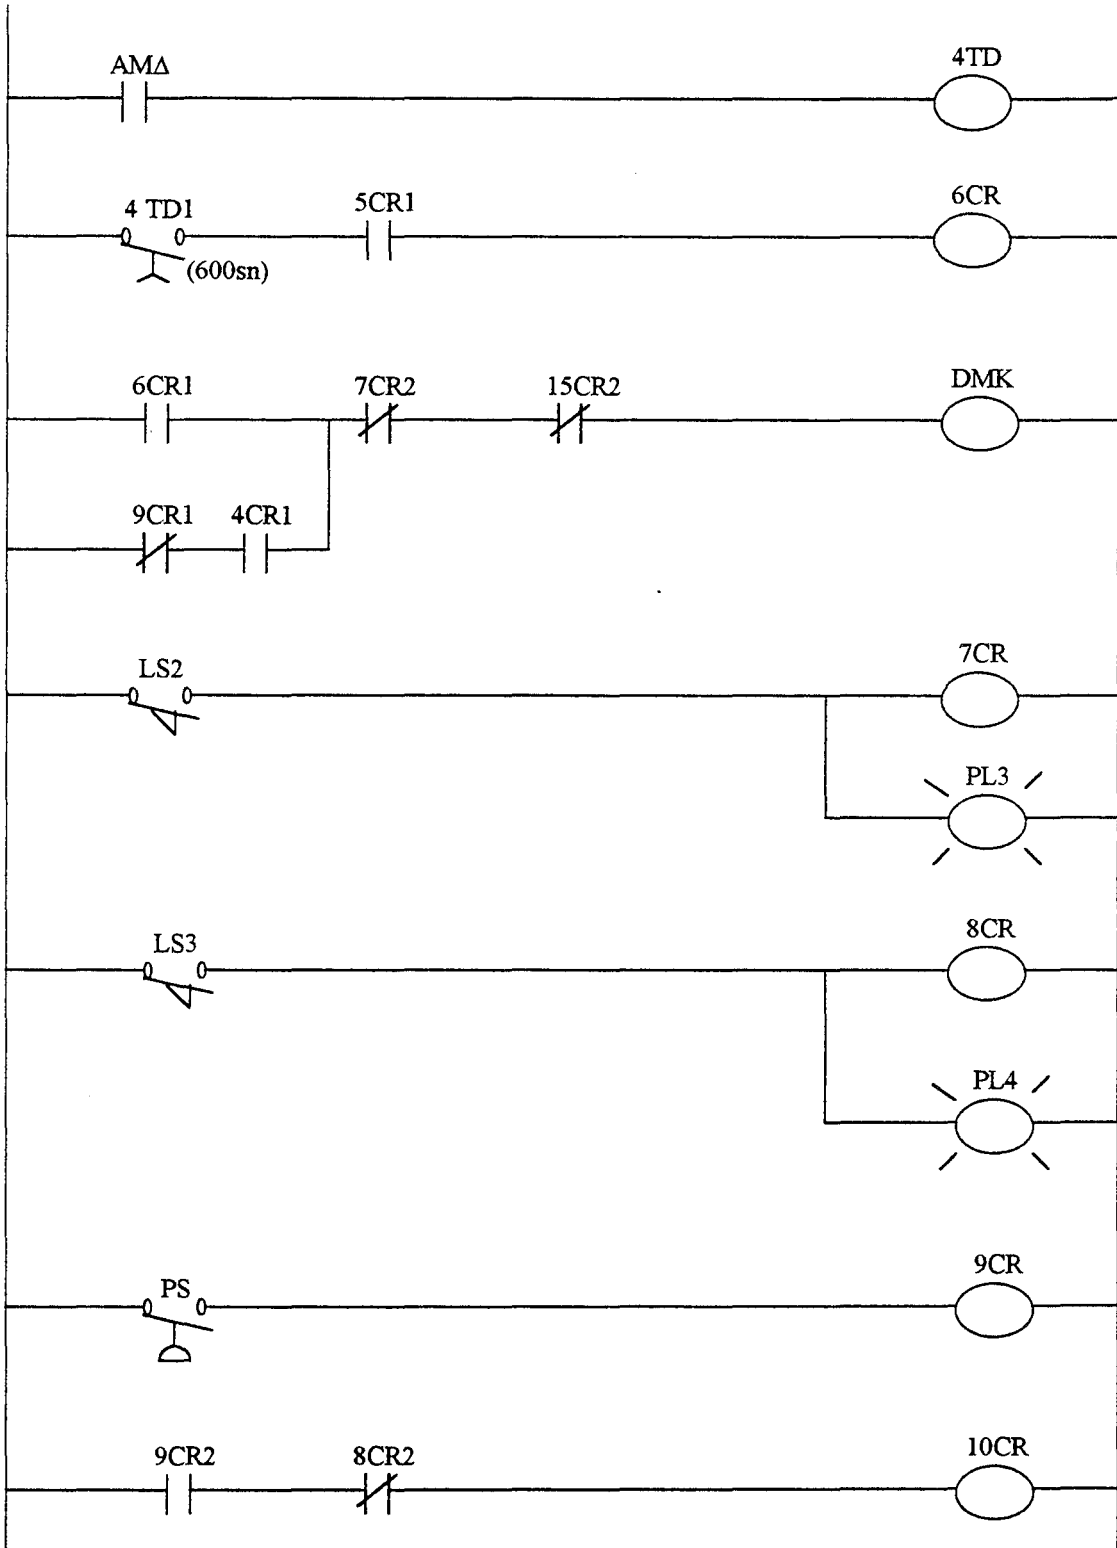 AMΔ 4TD
4 TD1 5CR1 6CR
(600sn)
6CR1 7CR2 15CR2 DMK
9CR1 4CR1
LS2 7CR
PL3
LS3 8CR
PL4
PS 9CR
9CR2 8CR2 10CR